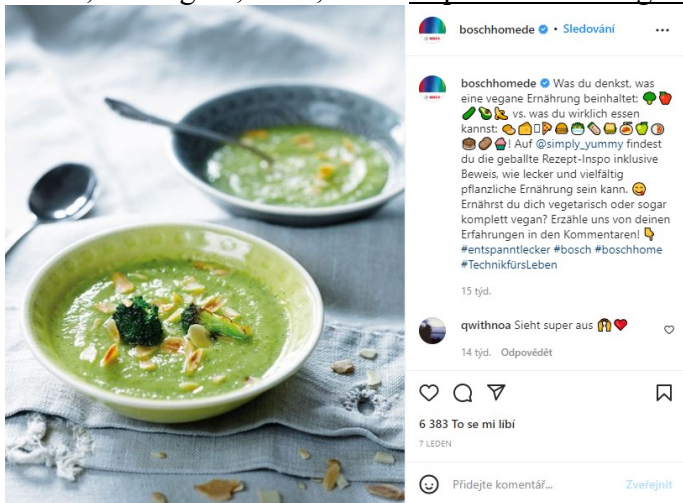 boschhomede • Sledování
boschhomede Was du denkst, was
eine vegane Ernährung beinhaltet: 🥦🍎
🥒🥑🍌 vs. was du wirklich essen
kannst: 
! Auf @simply_yummy findest
du die geballte Rezept-Inspo inklusive
Beweis, wie lecker und vielfältig
pflanzliche Ernährung sein kann. 😋
Ernährst du dich vegetarisch oder sogar
komplett vegan? Erzähle uns von deinen
Erfahrungen in den Kommentaren! 👇
#entspanntlecker #bosch #boschhome
#TechnikfürsLeben
15 týd.
qwithnoa Sieht super aus 🙌❤️
14 týd. Odpovědět
6 383 To se mi líbí
7 LEDEN
Přidejte komentář... Zveřejnit